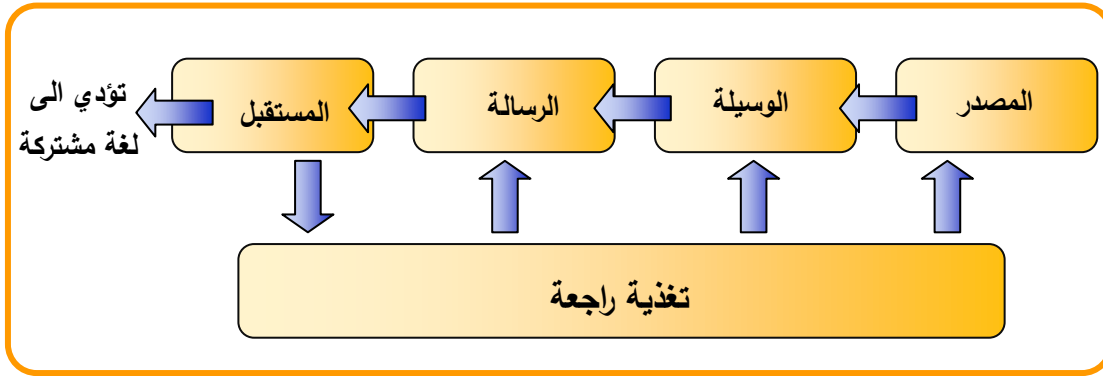 المصدر
الوسيلة
الرسالة
المستقبل
تؤدي الى
لغة مشتركة
تغذية راجعة